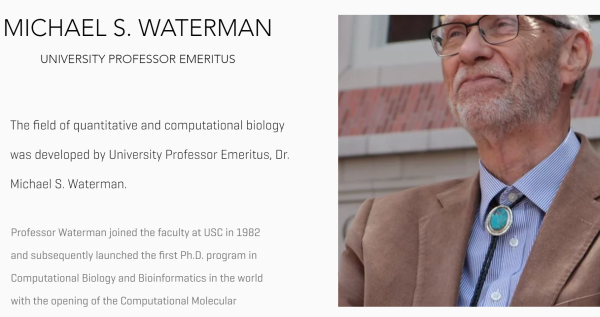 MICHAEL S. WATERMAN
UNIVERSITY PROFESSOR EMERITUS
The field of quantitative and computational biology
was developed by University Professor Emeritus, Dr.
Michael S. Waterman.
Professor Waterman joined the faculty at USC in 1982
and subsequently launched the first Ph.D. program in
Computational Biology and Bioinformatics in the world
with the opening of the Computational Molecular